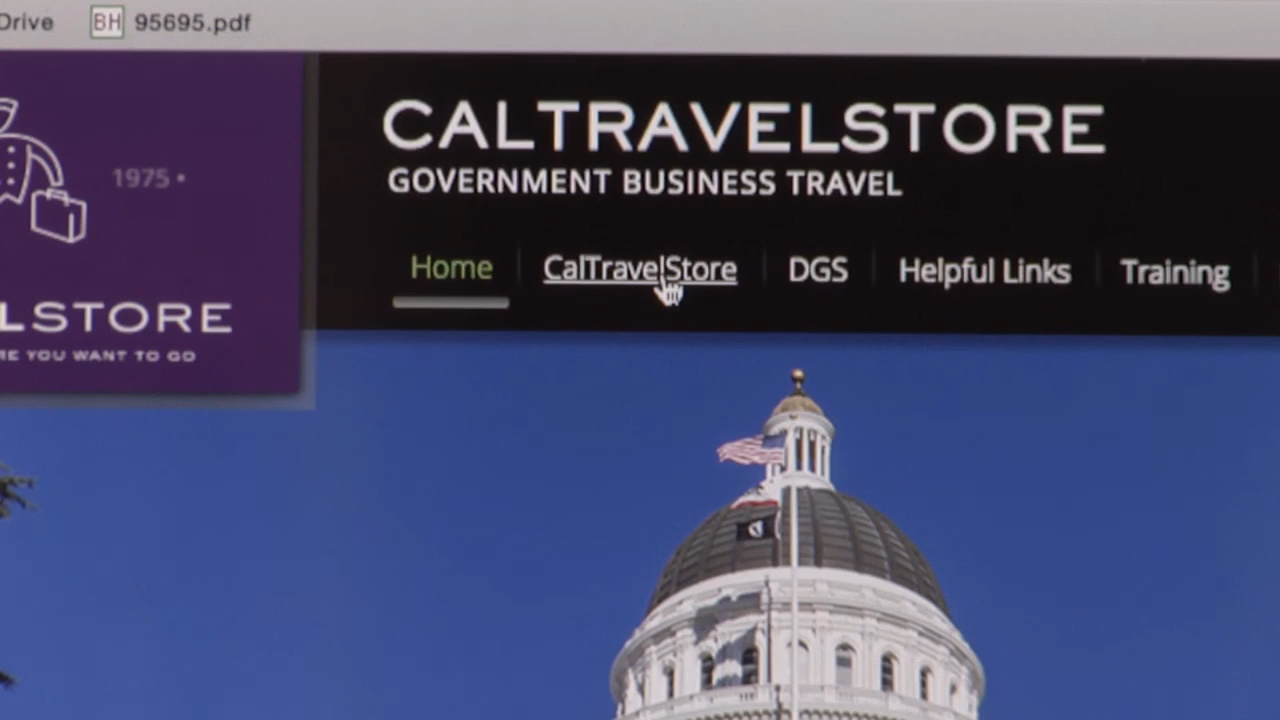 Drive BH 95695.pdf
CALTRAVELSTORE
GOVERNMENT BUSINESS TRAVEL
1975 •
Home CalTravelStore DGS Helpful Links Training
LSTORE
RE YOU WANT TO GO